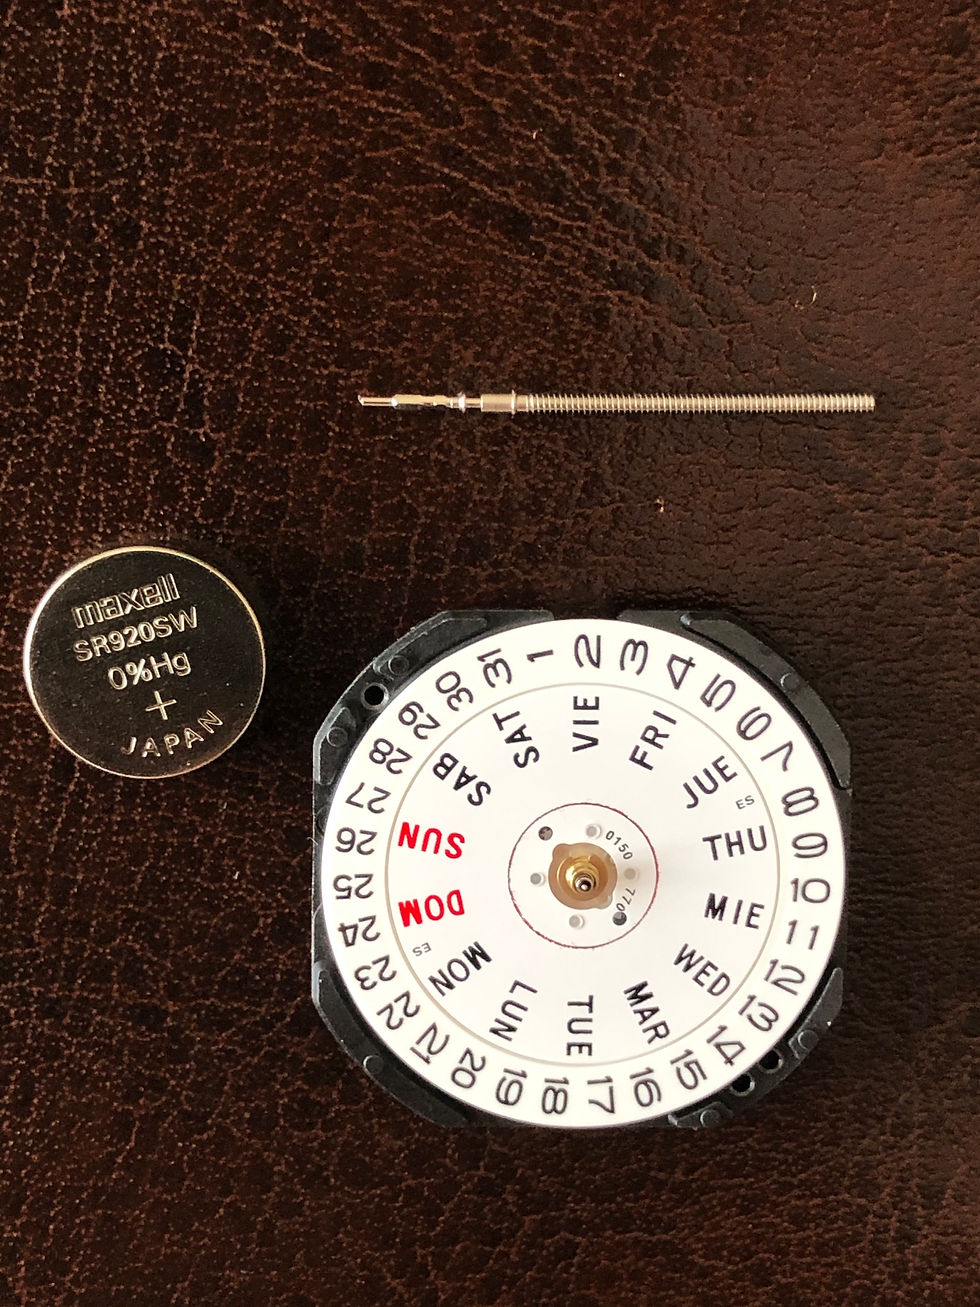 maxell
SR920SW
0%Hg
+
JAPAN
1
2
3
4
5
6
7
8
9
10
11
12
13
14
15
16
17
18
19
20
21
22
23
24
25
26
27
28
29
30
31
VIE
FRI
JUE
ES
THU
MIE
WED
MAR
TUE
LUN
MON
ES
DOM
SUN
SAB
SAT
0150
770